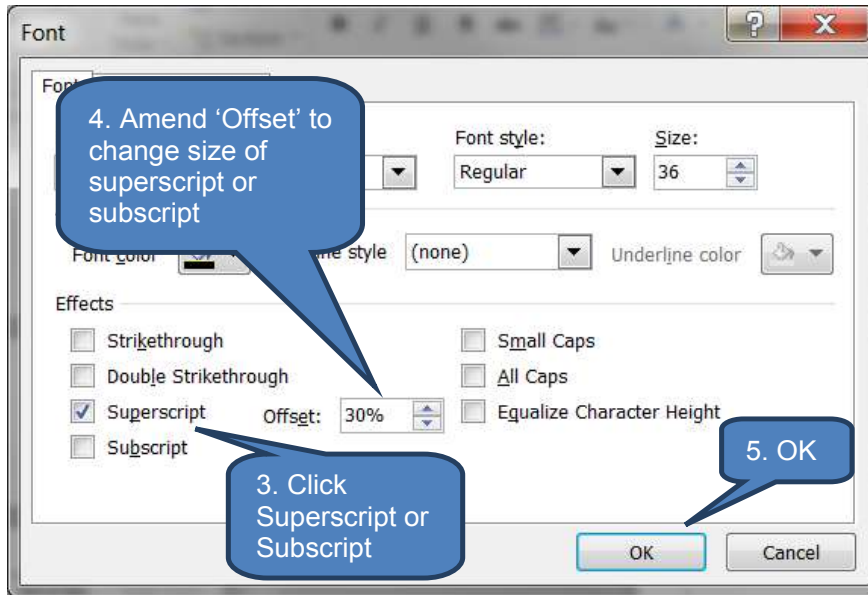 Font
Font
4. Amend ‘Offset’ to
change size of
superscript or
subscript
Font style: Size:
Regular 36
Font color style (none) Underline color
Effects
Strikethrough Small Caps
Double Strikethrough All Caps
Superscript Offset: 30% Equalize Character Height
Subscript
3. Click
Superscript or
Subscript
5. OK
OK Cancel